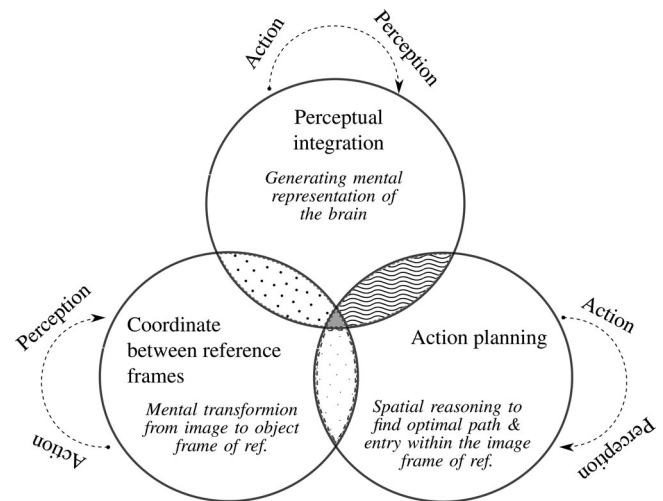 Action
Perception
Perceptual
integration
Generating mental
representation of
the brain
Perception
Action
Coordinate
between reference
frames
Mental transformion
from image to object
frame of ref.
Action planning
Spatial reasoning to
find optimal path &
entry within the image
frame of ref.
Action
Perception